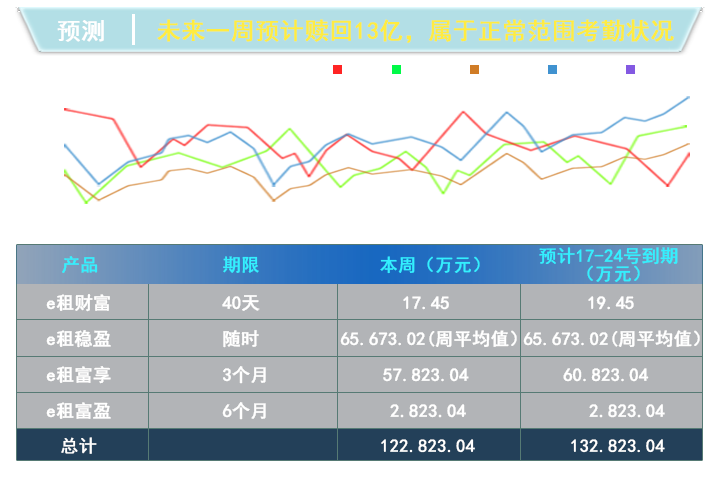 预测 未来一周预计赎回13亿，属于正常范围考勤状况
产品 期限 本周（万元） 预计17-24号到期
（万元）
e租财富 40天 17.45 19.45
e租稳盈 随时 65.673.02(周平均值) 65.673.02(周平均值)
e租富享 3个月 57.823.04 60.823.04
e租富盈 6个月 2.823.04 2.823.04
总计 122.823.04 132.823.04